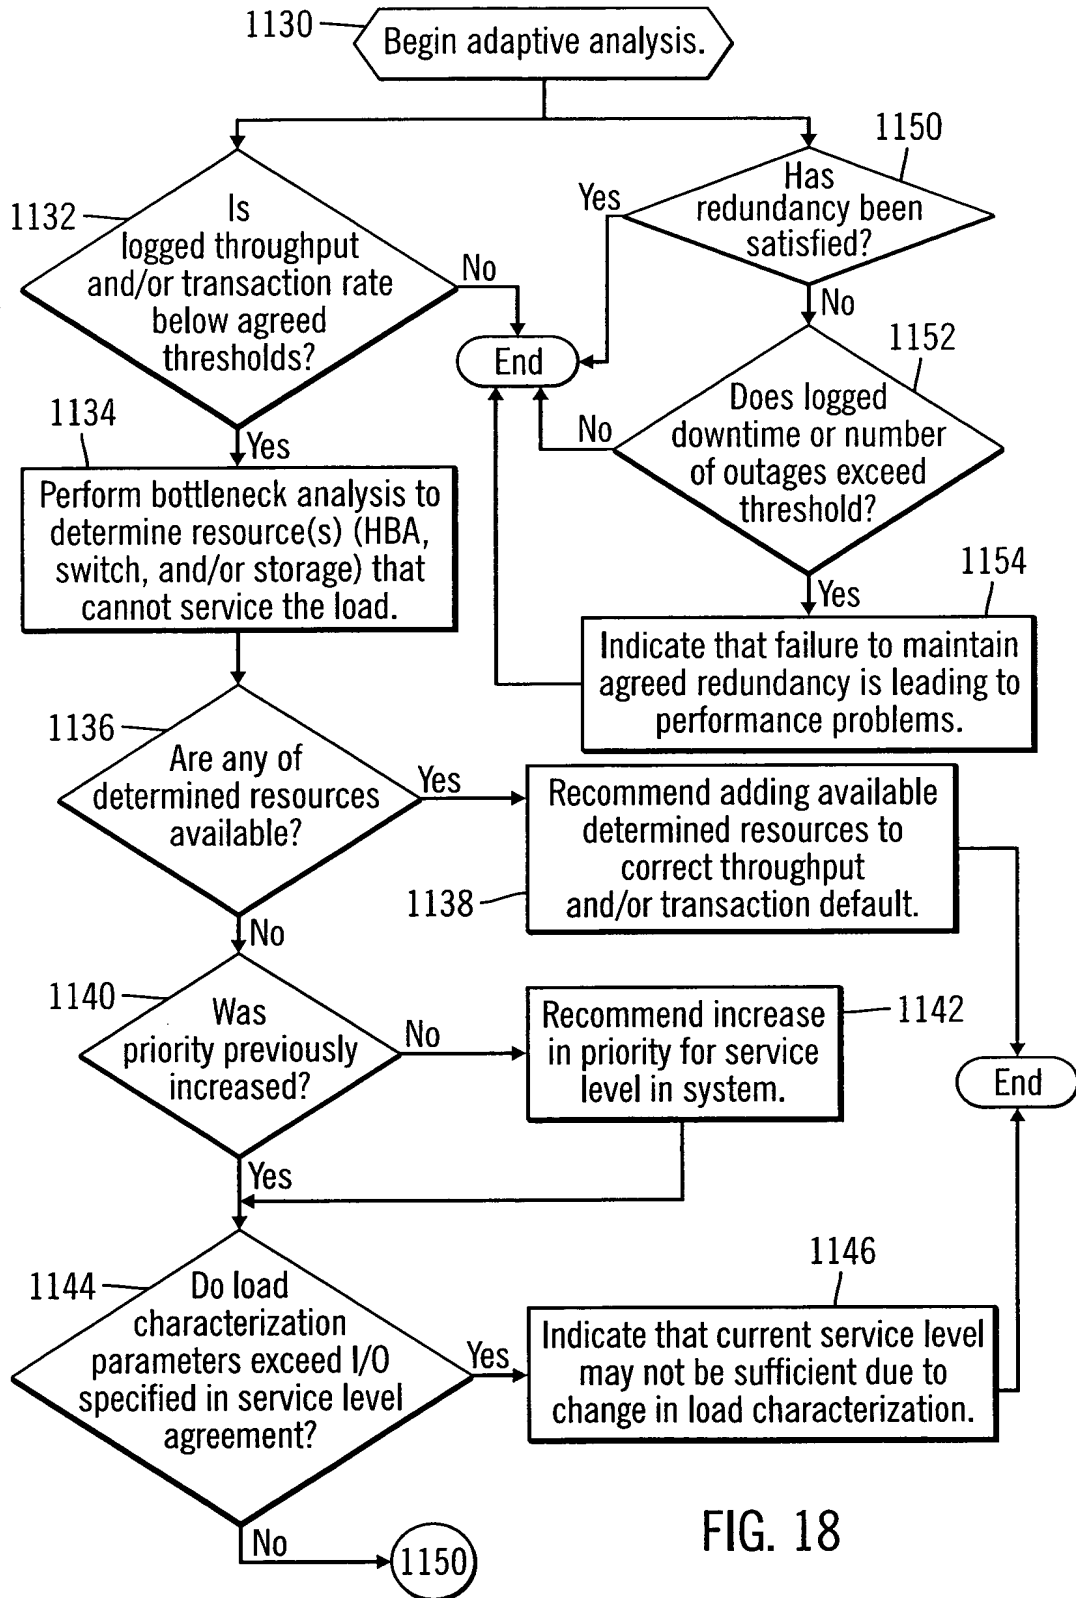 1130
Begin adaptive analysis.
1132
Is
logged throughput
and/or transaction rate
below agreed
thresholds?
No
Yes
1150
Has
redundancy been
satisfied?
Yes
No
End
1152
Does logged
downtime or number
of outages exceed
threshold?
No
Yes
1134
Perform bottleneck analysis to
determine resource(s) (HBA,
switch, and/or storage) that
cannot service the load.
1154
Indicate that failure to maintain
agreed redundancy is leading to
performance problems.
1136
Are any of
determined resources
available?
Yes
No
Recommend adding available
determined resources to
correct throughput
and/or transaction default.
1138
1140
Was
priority previously
increased?
No
Yes
Recommend increase
in priority for service
level in system.
1142
End
1144
Do load
characterization
parameters exceed I/O
specified in service level
agreement?
Yes
No
1146
Indicate that current service level
may not be sufficient due to
change in load characterization.
1150
FIG. 18